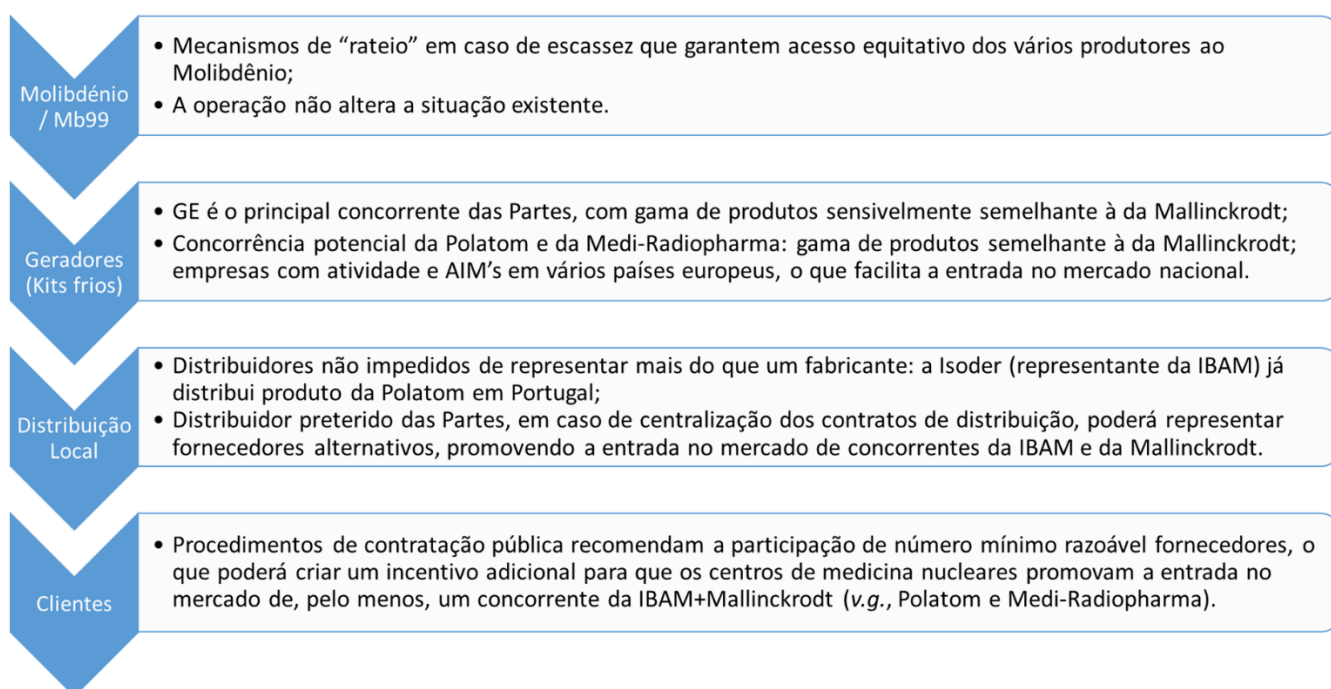 Molibdénio
/ Mb99
• Mecanismos de “rateio” em caso de escassez que garantem acesso equitativo dos vários produtores ao
Molibdênio;
• A operação não altera a situação existente.
Geradores
(Kits frios)
• GE é o principal concorrente das Partes, com gama de produtos sensivelmente semelhante à da Mallinckrodt;
• Concorrência potencial da Polatom e da Medi-Radiopharma: gama de produtos semelhante à da Mallinckrodt;
empresas com atividade e AIM’s em vários países europeus, o que facilita a entrada no mercado nacional.
Distribuição
Local
• Distribuidores não impedidos de representar mais do que um fabricante: a Isoder (representante da IBAM) já
distribui produto da Polatom em Portugal;
• Distribuidor preterido das Partes, em caso de centralização dos contratos de distribuição, poderá representar
fornecedores alternativos, promovendo a entrada no mercado de concorrentes da IBAM e da Mallinckrodt.
Clientes
• Procedimentos de contratação pública recomendam a participação de número mínimo razoável fornecedores, o
que poderá criar um incentivo adicional para que os centros de medicina nucleares promovam a entrada no
mercado de, pelo menos, um concorrente da IBAM+Mallinckrodt (v.g., Polatom e Medi-Radiopharma).